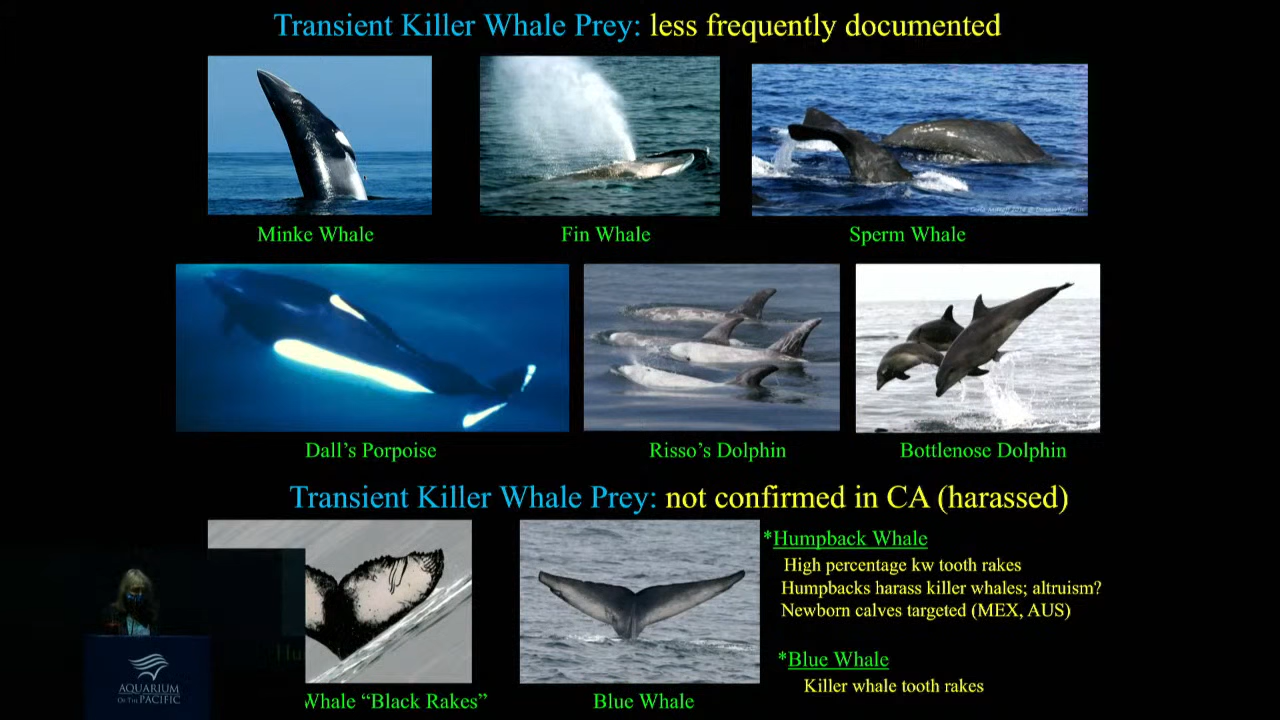 Transient Killer Whale Prey: less frequently documented
Minke Whale
Fin Whale
Sperm Whale
Dall's Porpoise
Risso's Dolphin
Bottlenose Dolphin
Transient Killer Whale Prey: not confirmed in CA (harassed)
*Humpback Whale
High percentage kw tooth rakes
Humpbacks harass killer whales; altruism?
Newborn calves targeted (MEX, AUS)
*Blue Whale
Killer whale tooth rakes
Whale “Black Rakes”
Blue Whale
AQUARIUM
OF THE PACIFIC